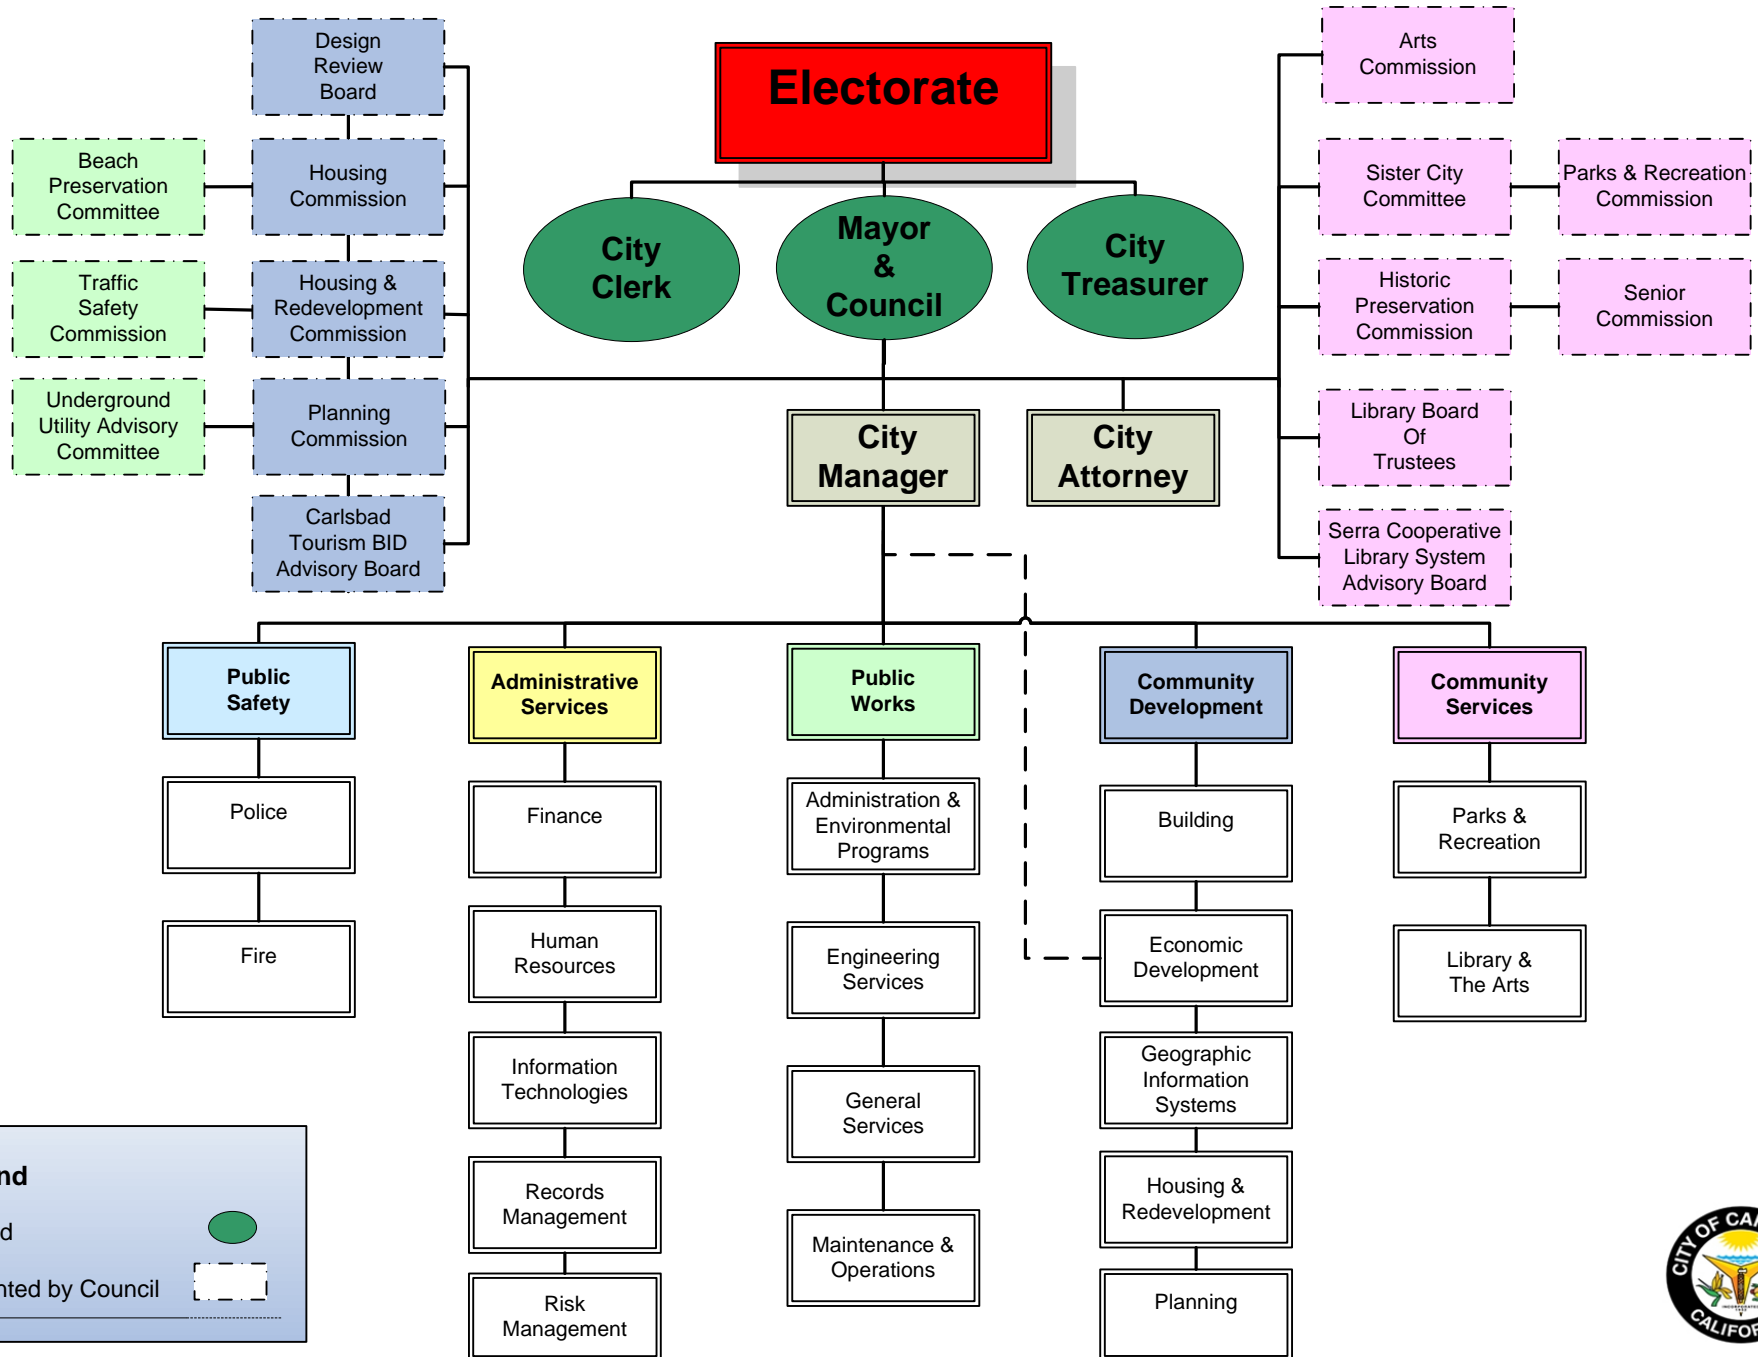 Design
Review
Board
Beach
Preservation
Committee
Housing
Commission
Traffic
Safety
Commission
Housing &
Redevelopment
Commission
Underground
Utility Advisory
Committee
Planning
Commission
Carlsbad
Tourism BID
Advisory Board
Electorate
City
Clerk
Mayor
&
Council
City
Treasurer
City
Manager
City
Attorney
Arts
Commission
Sister City
Committee
Parks & Recreation
Commission
Historic
Preservation
Commission
Senior
Commission
Library Board
Of
Trustees
Serra Cooperative
Library System
Advisory Board
Public
Safety
Police
Fire
Administrative
Services
Finance
Human
Resources
Information
Technologies
Records
Management
Risk
Management
Public
Works
Administration &
Environmental
Programs
Engineering
Services
General
Services
Maintenance &
Operations
Community
Development
Building
Economic
Development
Geographic
Information
Systems
Housing &
Redevelopment
Planning
Community
Services
Parks &
Recreation
Library &
The Arts
by Council
CITY OF